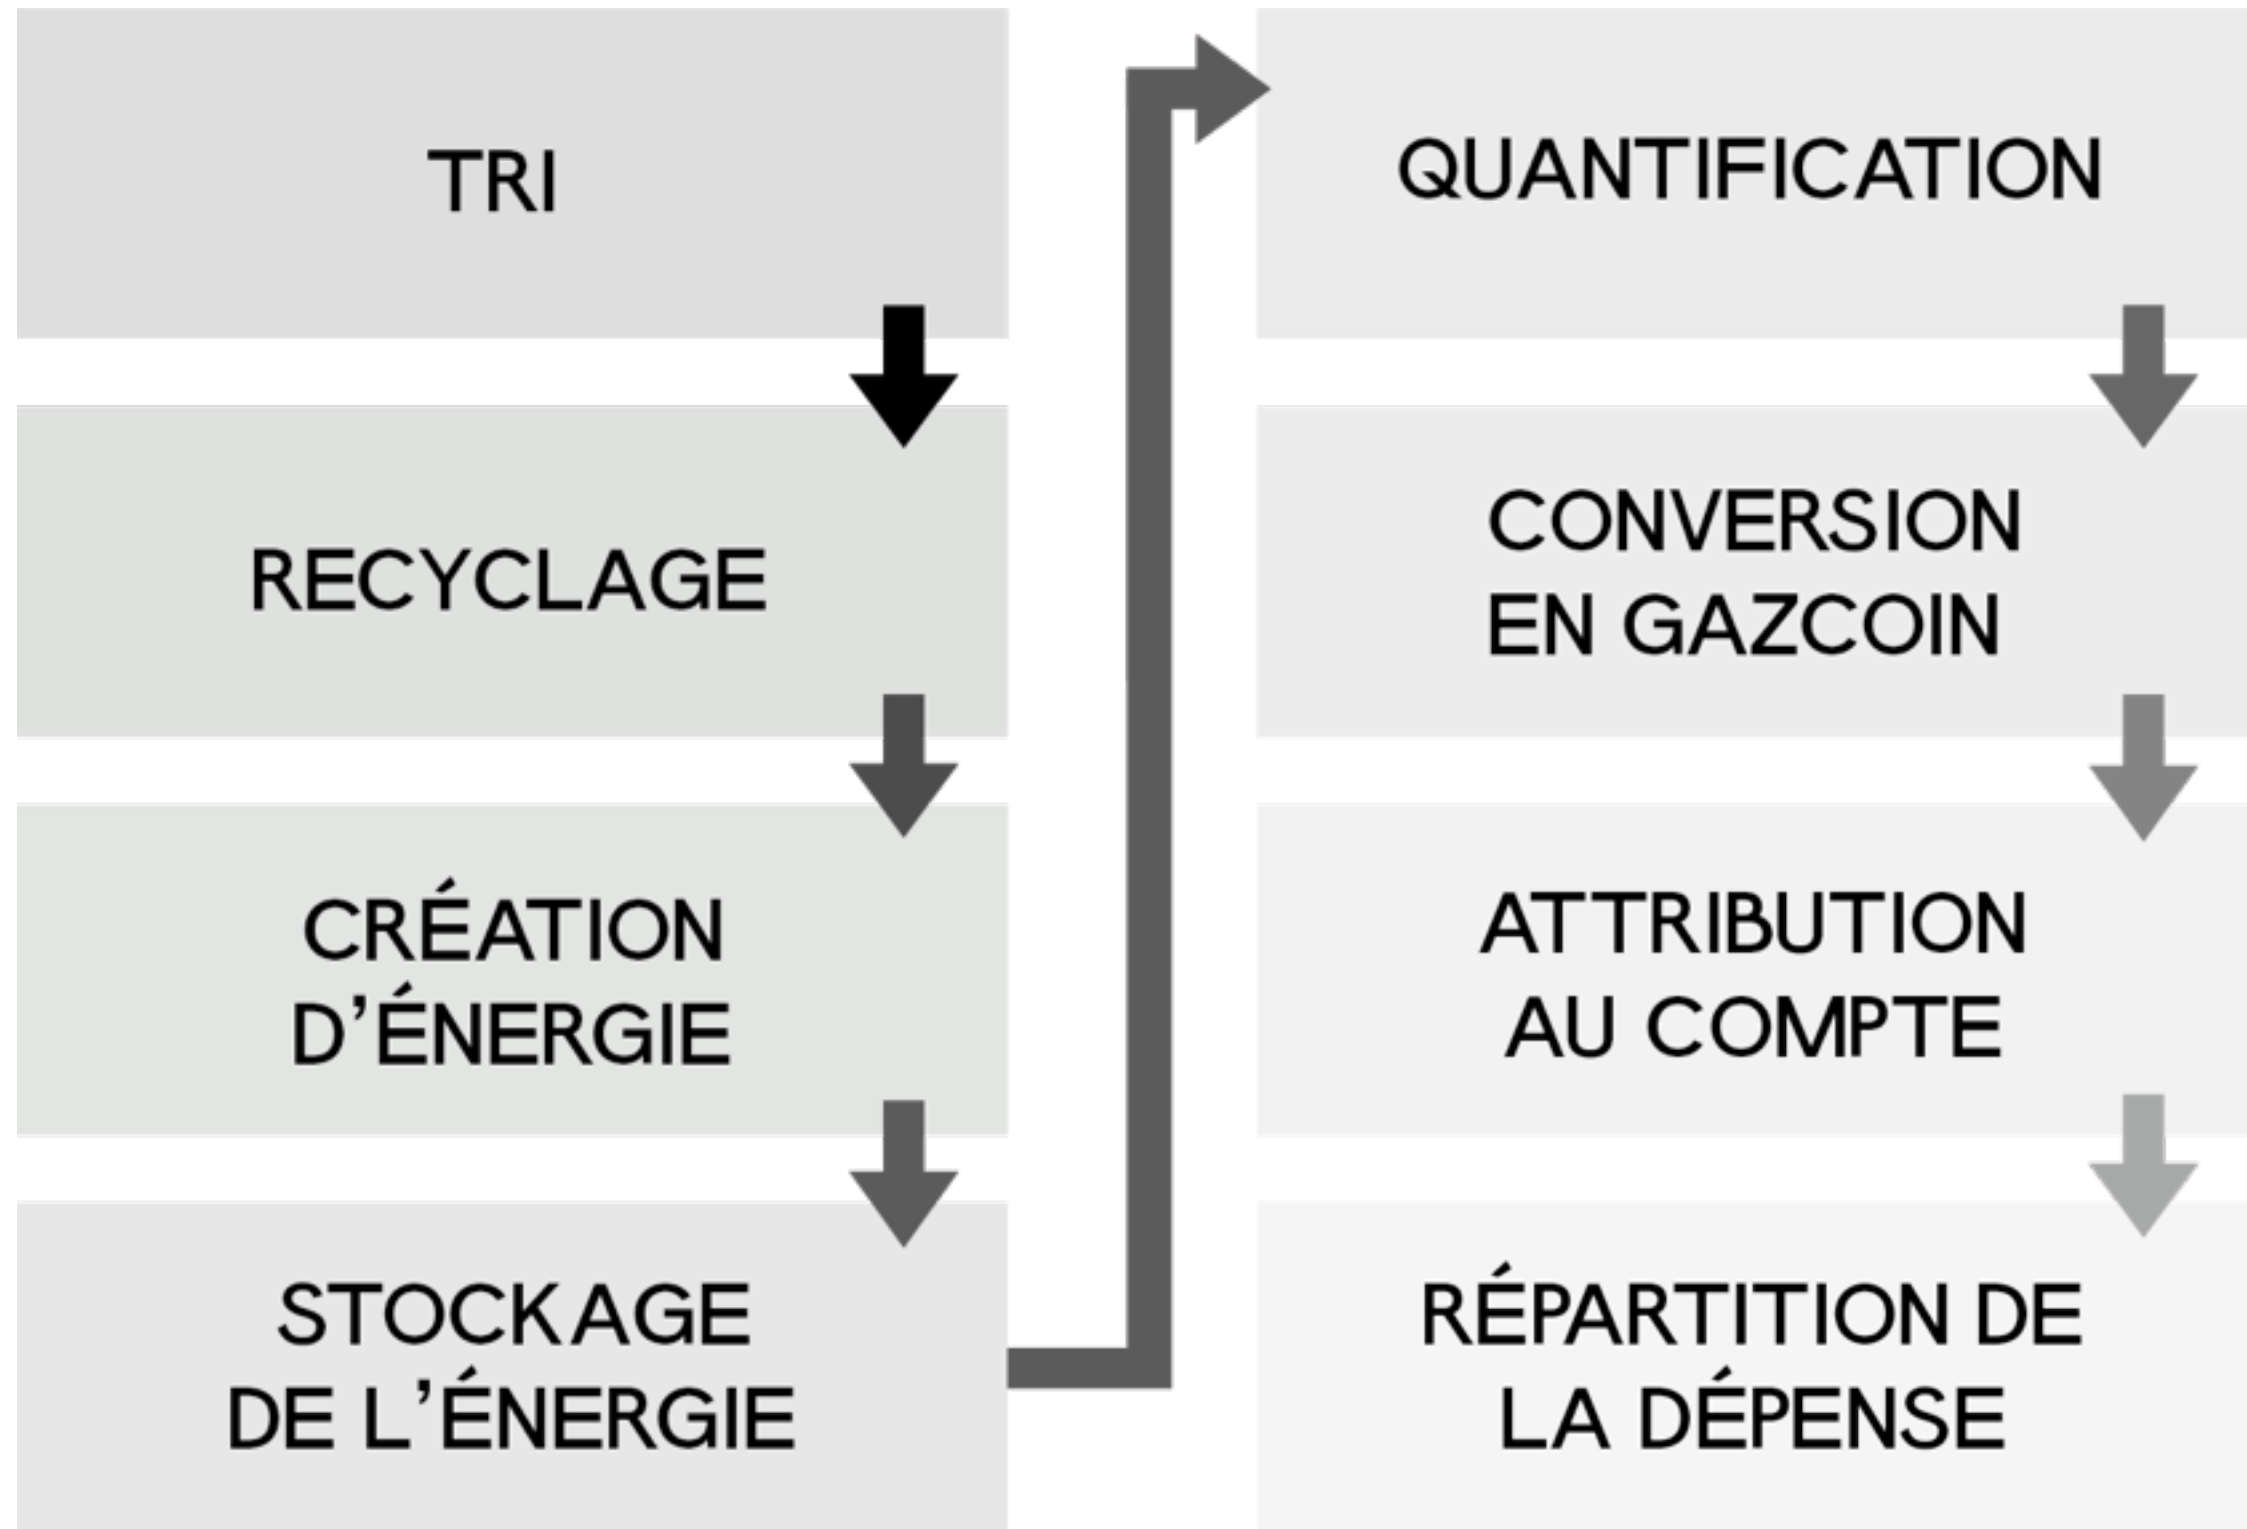 TRI
RECYCLAGE
CRÉATION
D’ÉNERGIE
STOCKAGE
DE L’ÉNERGIE
QUANTIFICATION
CONVERSION
EN GAZCOIN
ATTRIBUTION
AU COMPTE
RÉPARTITION DE
LA DÉPENSE